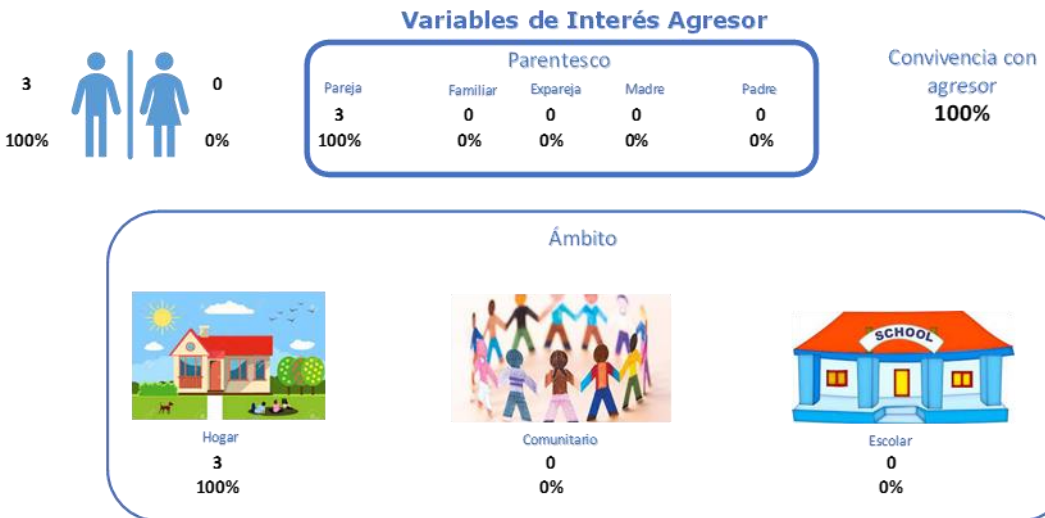 Variables de Interés Agresor
3 0
100% 0%
Parentesco
Pareja Familiar Expareja Madre Padre
3 0 0 0 0
100% 0% 0% 0% 0%
Convivencia con
agresor
100%
Ámbito
SCHOOL
Hogar Comunitario Escolar
3 0 0
100% 0% 0%